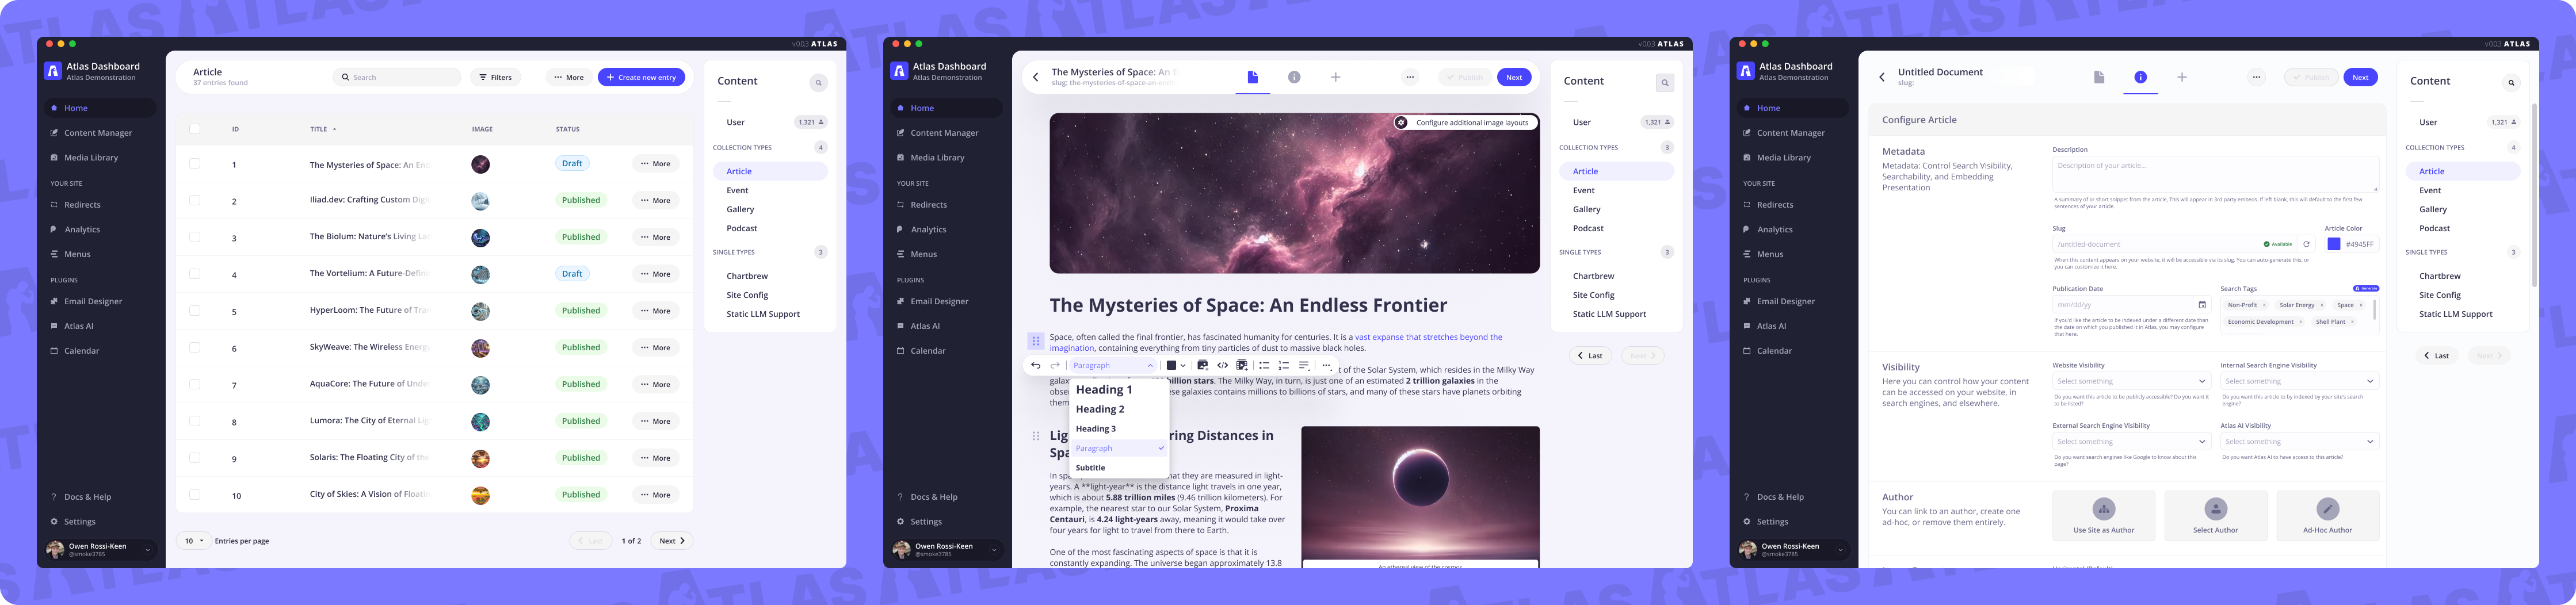 v0.0.3 ATLAS
Atlas Dashboard
Atlas Demonstration
Home
Content Manager
Media Library
YOUR SITE
Redirects
Analytics
Menus
PLUGINS
Email Designer
Atlas AI
Calendar
Docs & Help
Settings
Owen Rossi-Keen
@smoke3785
Article
37 entries found
Search
Filters
More
Create new entry
ID TITLE IMAGE STATUS
1 The Mysteries of Space: An End Draft More
2 Iliad.dev: Crafting Custom Digi Published More
3 The Biolum: Nature's Living La Published More
4 The Vortelium: A Future-Defin Draft More
5 HyperLoom: The Future of Tra Published More
6 SkyWeave: The Wireless Energ Published More
7 AquaCore: The Future of Unde Published More
8 Lumora: The City of Eternal Lig Published More
9 Solaris: The Floating City of the Published More
10 City of Skies: A Vision of Floatin Published More
10 Entries per page
Last 1 of 2 Next
Content
User 1,321
COLLECTION TYPES 4
Article
Event
Gallery
Podcast
SINGLE TYPES 3
Chartbrew
Site Config
Static LLM Support
v0.0.3 ATLAS
Atlas Dashboard
Atlas Demonstration
Home
Content Manager
Media Library
YOUR SITE
Redirects
Analytics
Menus
PLUGINS
Email Designer
Atlas AI
Calendar
Docs & Help
Settings
Owen Rossi-Keen
@smoke3785
The Mysteries of Space: An E
slug: the-mysteries-of-space-an-endl
Publish
Next
Configure additional image layouts
The Mysteries of Space: An Endless Frontier
Space, often called the final frontier, has fascinated humanity for centuries. It is a vast expanse that stretches beyond the
imagination, containing everything from tiny particles of dust to massive black holes.
Paragraph
t of the Solar System, which resides in the Milky Way
galax billion stars. The Milky Way, in turn, is just one of an estimated 2 trillion galaxies in the
obser se galaxies contains millions to billions of stars, and many of these stars have planets orbiting
them
Heading 1
Heading 2
Heading 3
Paragraph
Subtitle
Lig ring Distances in
Spa
In spa hat they are measured in light-
years. A **light-year** is the distance light travels in one year,
which is about 5.88 trillion miles (9.46 trillion kilometers). For
example, the nearest star to our Solar System, Proxima
Centauri, is 4.24 light-years away, meaning it would take over
four years for light to travel from there to Earth.
One of the most fascinating aspects of space is that it is
constantly expanding. The universe began approximately 13.8
An ethereal view of the cosmos
Content
User 1,321
COLLECTION TYPES 3
Article
Event
Gallery
Podcast
SINGLE TYPES 3
Chartbrew
Site Config
Static LLM Support
Last Next
v0.0.3 ATLAS
Atlas Dashboard
Atlas Demonstration
Home
Content Manager
Media Library
YOUR SITE
Redirects
Analytics
Menus
PLUGINS
Email Designer
Atlas AI
Calendar
Docs & Help
Settings
Owen Rossi-Keen
@smoke3785
Untitled Document
slug:
Publish
Next
Configure Article
Metadata
Metadata: Control Search Visibility,
Searchability, and Embedding
Presentation
Description
Description of your article...
A summary of or short snippet from the article, This will appear in 3rd party embeds. If left blank, this will default to the first few
sentences of your article.
Slug
/untitled-document
Available
When this content appears on your website, it will be accessible via its slug. You can auto-generate this, or
you can customize it here.
Article Color
#4945FF
Publication Date
mm/dd/yy
If you'd like the article to be indexed under a different date than
the date on which you published it in Atlas, you may configure
that here.
Search Tags
Generate
Non-Profit × Solar Energy × Space ×
Economic Development × Shell Plant ×
Visibility
Here you can control how your content
can be accessed on your website, in
search engines, and elsewhere.
Website Visibility
Select something
Do you want this article to be publicly accessible? Do you want it
to be listed?
Internal Search Engine Visibility
Select something
Do you want this article to by indexed by your site's search
engine?
External Search Engine Visibility
Select something
Do you want search engines like Google to know about this
page?
Atlas AI Visibility
Select something
Do you want Atlas AI to have access to this article?
Author
You can link to an author, create one
ad-hoc, or remove them entirely.
Use Site as Author
Select Author
Ad-Hoc Author
Content
User 1,321
COLLECTION TYPES 4
Article
Event
Gallery
Podcast
SINGLE TYPES 3
Chartbrew
Site Config
Static LLM Support
Last Next